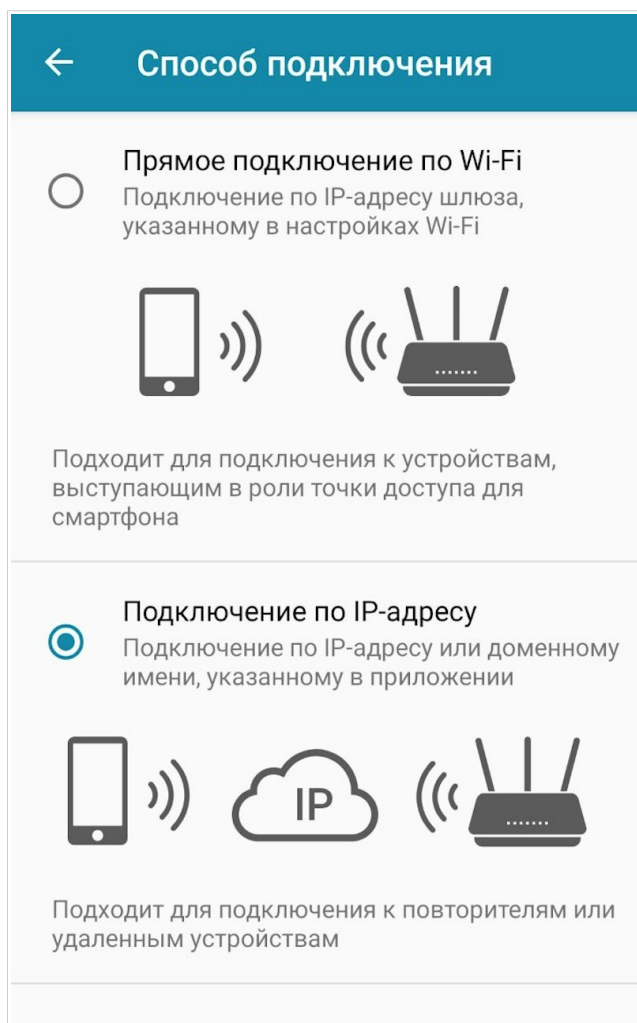 Способ подключения
Прямое подключение по Wi-Fi
Подключение по IP-адресу шлюза,
указанному в настройках Wi-Fi
Подходит для подключения к устройствам,
выступающим в роли точки доступа для
смартфона
Подключение по IP-адресу
Подключение по IP-адресу или доменному
имени, указанному в приложении
IP
Подходит для подключения к повторителям или
удаленным устройствам